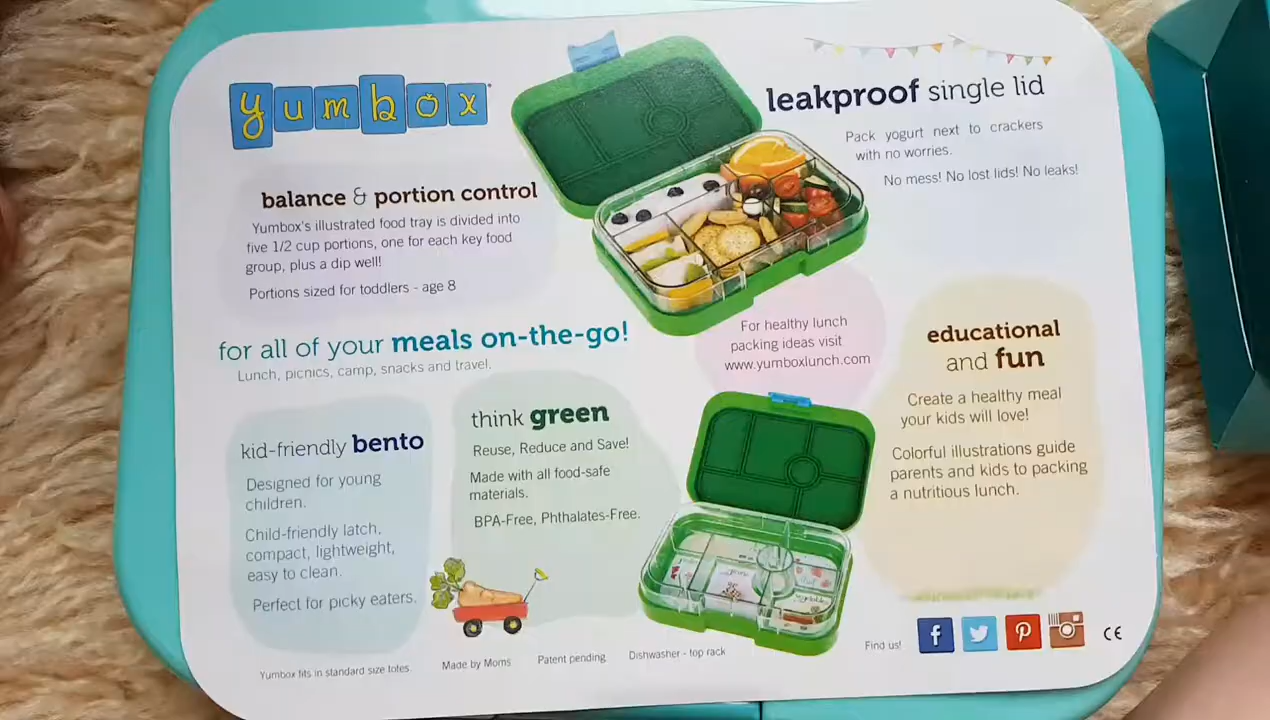 yumbox
leakproof single lid
Pack yogurt next to crackers
with no worries.
No mess! No lost lids! No leaks!
balance & portion control
Yumbox's illustrated food tray is divided into
five 1/2 cup portions, one for each key food
group, plus a dip well!
Portions sized for toddlers - age 8
for all of your meals on-the-go!
Lunch, picnics, camp, snacks and travel.
For healthy lunch
packing ideas visit
www.yumboxlunch.com
educational
and fun
Create a healthy meal
your kids will love!
Colorful illustrations guide
parents and kids to packing
a nutritious lunch.
kid-friendly bento
Designed for young
children.
Child-friendly latch,
compact, lightweight,
easy to clean.
Perfect for picky eaters.
think green
Reuse, Reduce and Save!
Made with all food-safe
materials.
BPA-Free, Phthalates-Free.
Find us!
CE
Yumbox fits in standard size totes.
Made by Moms
Patent pending
Dishwasher - top rack